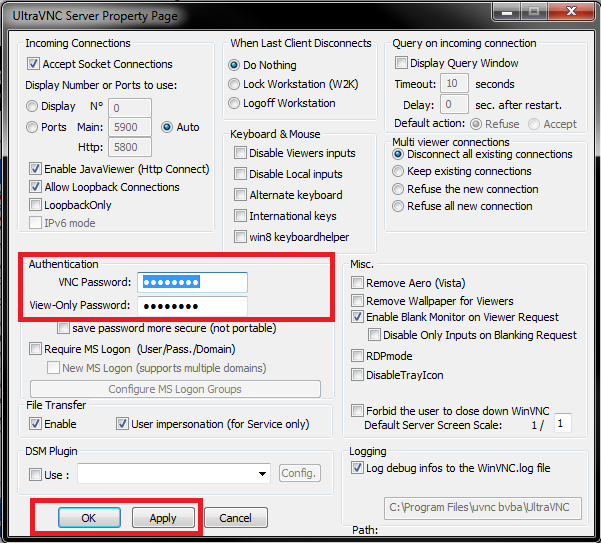 UltraVNC Server Property Page
Incoming Connections
Accept Socket Connections
Display Number or Ports to use:
Display N° 0
Ports Main: 5900 Auto
Http: 5800
Enable JavaViewer (Http Connect)
Allow Loopback Connections
LoopbackOnly
IPv6 mode
When Last Client Disconnects
Do Nothing
Lock Workstation (W2K)
Logoff Workstation
Keyboard & Mouse
Disable Viewers inputs
Disable Local inputs
Alternate keyboard
International keys
win8 keyboardhelper
Query on incoming connection
Display Query Window
Timeout: 10 seconds
Delay: 0 sec. after restart.
Default action: Refuse Accept
Multi viewer connections
Disconnect all existing connections
Keep existing connections
Refuse the new connection
Refuse all new connection
Authentication
VNC Password: ●●●●●●●●
View-Only Password: ●●●●●●●●
save password more secure (not portable)
Require MS Logon (User/Pass./Domain)
New MS Logon (supports multiple domains)
Configure MS Logon Groups
File Transfer
Enable User impersonation (for Service only)
DSM Plugin
Use : Config.
Misc.
Remove Aero (Vista)
Remove Wallpaper for Viewers
Enable Blank Monitor on Viewer Request
Disable Only Inputs on Blanking Request
RDPmode
DisableTrayIcon
Forbid the user to close down WinVNC
Default Server Screen Scale: 1 / 1
Logging
Log debug infos to the WinVNC.log file
C:\Program Files\uvnc bvba\UltraVNC
Path:
OK Apply Cancel